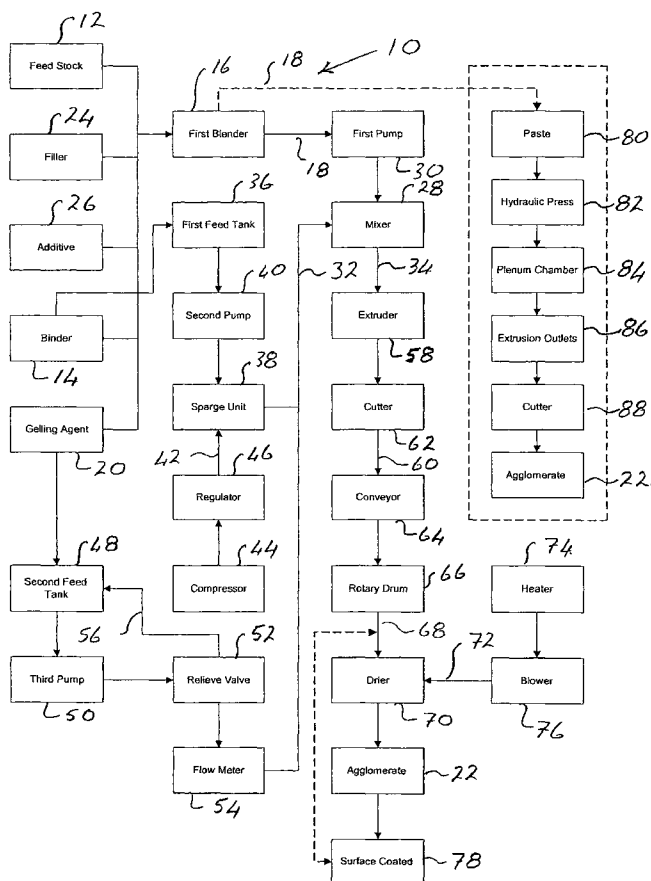 12
Feed Stock
24
Filler
26
Additive
Binder
14
Gelling Agent
20
48
Second Feed
Tank
56
Third Pump
50
16
First Blender
18
36
First Feed Tank
40
Second Pump
38
Sparge Unit
42
46
Regulator
44
Compressor
52
Relieve Valve
Flow Meter
54
32
18
10
First Pump
30
28
Mixer
34
Extruder
58
Cutter
62
60
Conveyor
64
Rotary Drum
66
68
Drier
70
Agglomerate
22
Surface Coated
78
74
Heater
72
Blower
76
Paste
80
Hydraulic Press
82
Plenum Chamber
84
Extrusion Outlets
86
Cutter
88
Agglomerate
22